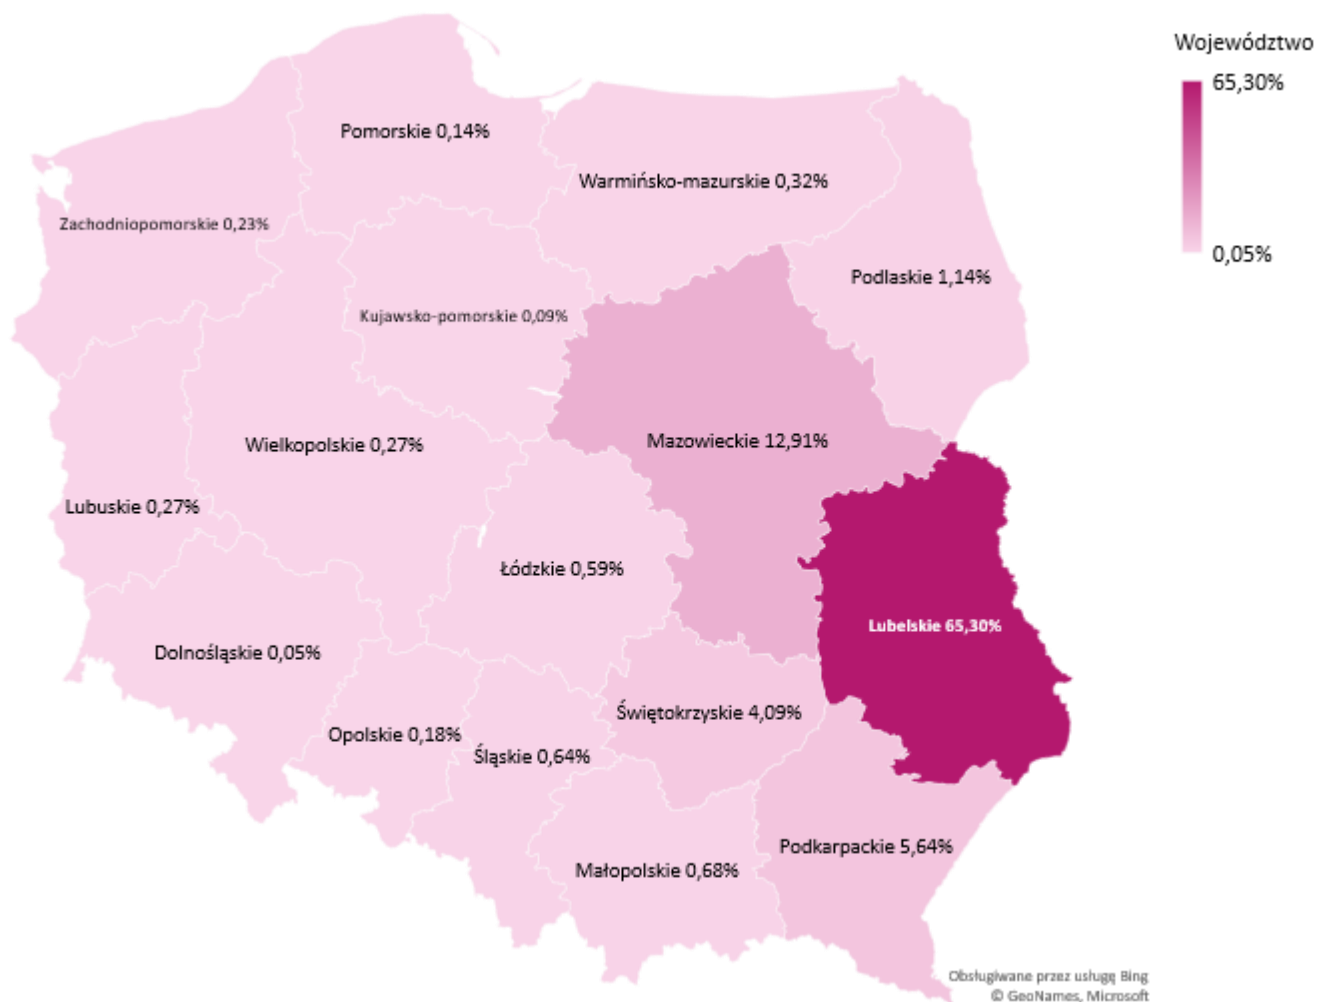 Województwo
65,30%
0,05%
Pomorskie 0,14%
Warmińsko-mazurskie 0,32%
Zachodniopomorskie 0,23%
Podlaskie 1,14%
Kujawsko-pomorskie 0,09%
Mazowieckie 12,91%
Wielkopolskie 0,27%
Lubuskie 0,27%
Łódzkie 0,59%
Lubelskie 65,30%
Dolnośląskie 0,05%
Świętokrzyskie 4,09%
Opolskie 0,18%
Śląskie 0,64%
Podkarpackie 5,64%
Małopolskie 0,68%
Obsługiwane przez usługę Bing
© GeoNames, Microsoft